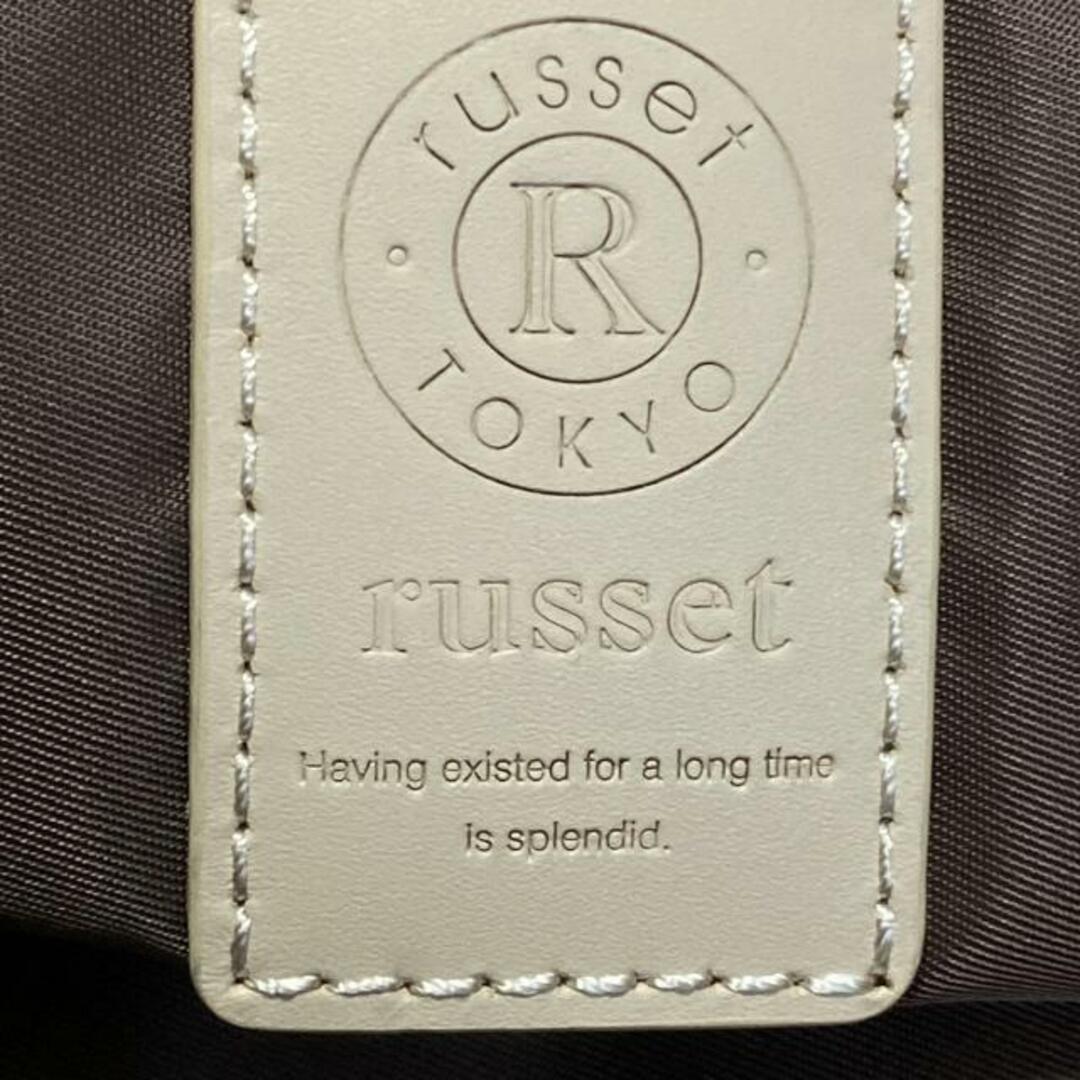 russet
R
TOKYO
russet
Having existed for a long time
is splendid.